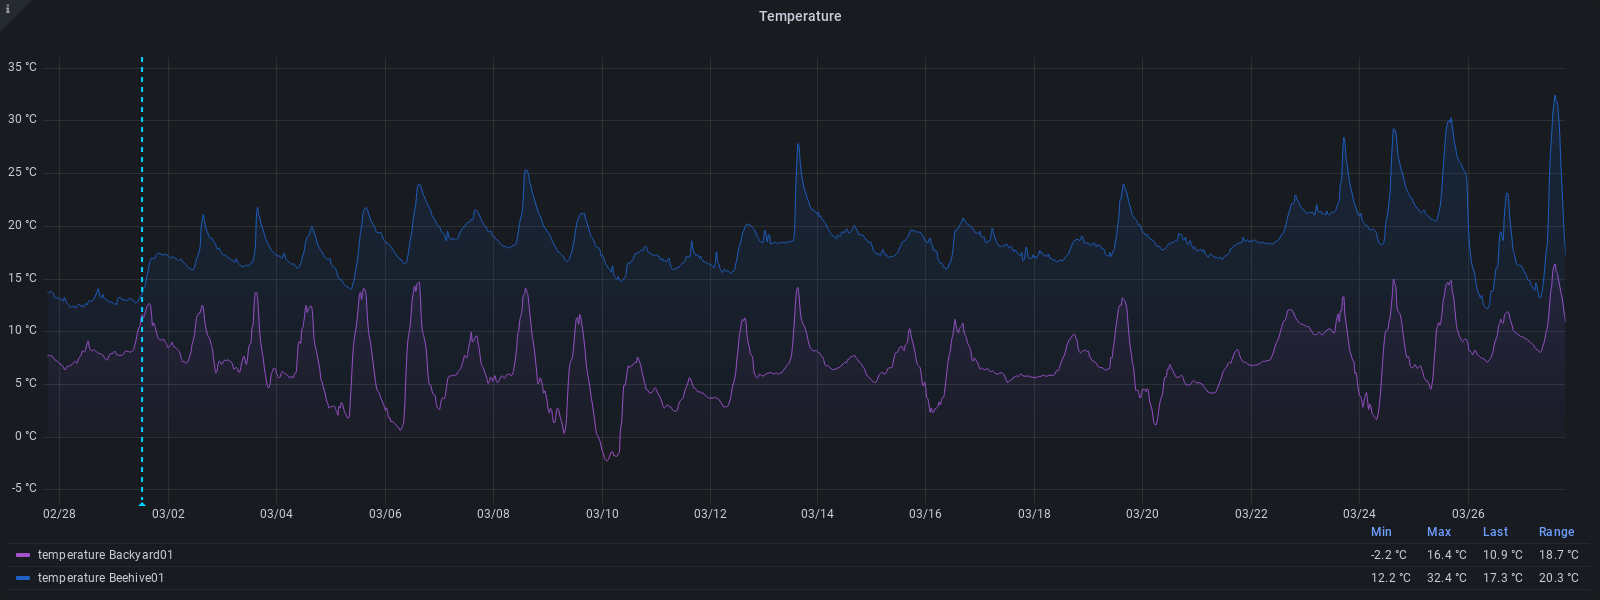 i
Temperature
35 °C
30 °C
25 °C
20 °C
15 °C
10 °C
5 °C
0 °C
-5 °C
02/28 03/02 03/04 03/06 03/08 03/10 03/12 03/14 03/16 03/18 03/20 03/22 03/24 03/26
Min Max Last Range
temperature Backyard01 -2.2 °C 16.4 °C 10.9 °C 18.7 °C
temperature Beehive01 12.2 °C 32.4 °C 17.3 °C 20.3 °C